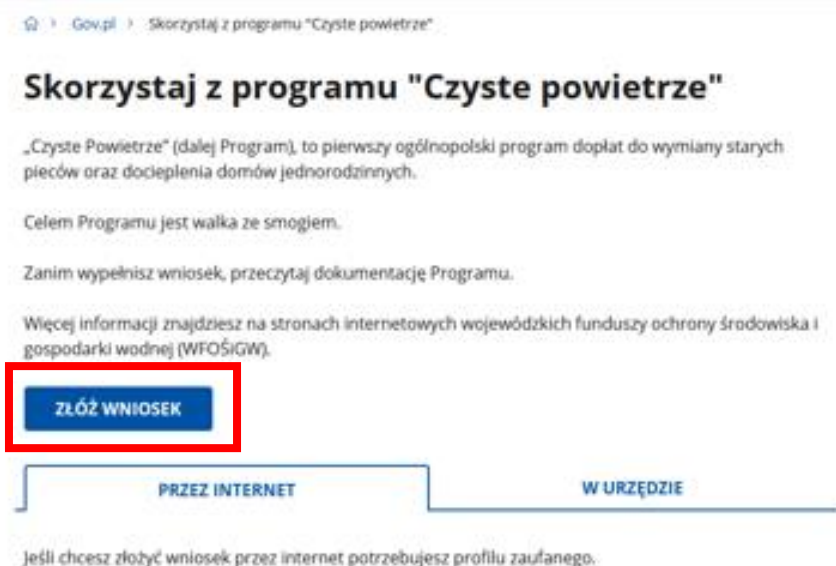 Gov.pl > Skorzystaj z programu "Czyste powietrze"
Skorzystaj z programu "Czyste powietrze"
„Czyste Powietrze" (dalej Program), to pierwszy ogólnopolski program dopłat do wymiany starych
pieców oraz docieplenia domów jednorodzinnych.
Celem Programu jest walka ze smogiem.
Zanim wypełnisz wniosek, przeczytaj dokumentację Programu.
Więcej informacji znajdziesz na stronach internetowych wojewódzkich funduszy ochrony środowiska i
gospodarki wodnej (WFOŚiGW).
ZŁÓŻ WNIOSEK
PRZEZ INTERNET W URZĘDZIE
Jeśli chcesz złożyć wniosek przez internet potrzebujesz profilu zaufanego.